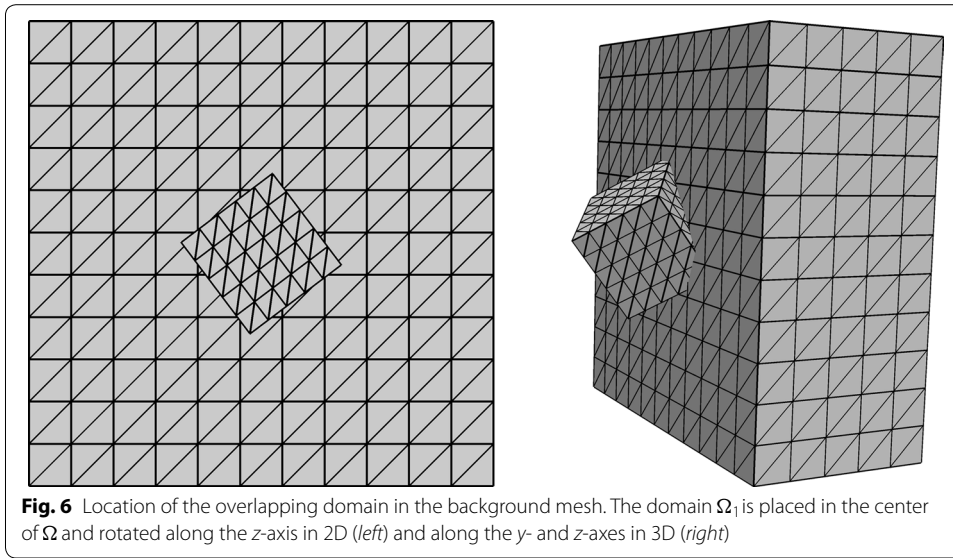 Fig. 6 Location of the overlapping domain in the background mesh. The domain Ω₁ is placed in the center
of Ω and rotated along the z-axis in 2D (left) and along the y- and z-axes in 3D (right)